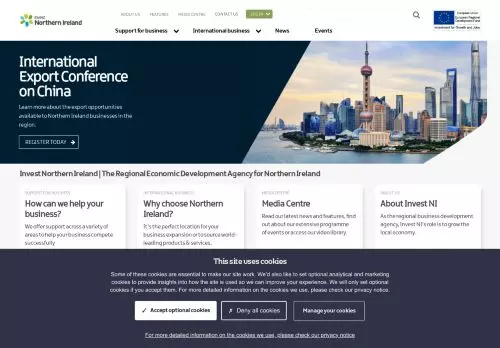 Invest
Northern Ireland
ABOUT US
FEATURES
MEDIA CENTRE
CONTACT US
LOG IN
European Union
European Regional
Development Fund
Investment for Growth and Jobs
Support for business
International business
News
Events
International
Export Conference
on China
Learn more about the export opportunities
available to Northern Ireland businesses in the
region.
REGISTER TODAY
Invest Northern Ireland | The Regional Economic Development Agency for Northern Ireland
SUPPORT FOR BUSINESS
How can we help your
business?
We offer support across a variety of
areas to help your business compete
successfully
INTERNATIONAL BUSINESS
Why choose Northern
Ireland?
It's the perfect location for your
business expansion or to source world-
leading products & services.
MEDIA CENTRE
Media Centre
Read our latest news and features, find
out about our extensive programme
of events or access our video library.
ABOUT US
About Invest NI
As the regional business development
agency, Invest NI's role is to grow the
local economy.
This site uses cookies
Some of these cookies are essential to make our site work. We'd also like to set optional analytical and marketing
cookies to provide insights into how the site is used so we can improve your experience. We will only set optional
cookies if you accept them. For more detailed information on the cookies we use, please check our privacy notice.
✓ Accept optional cookies
✗ Deny all cookies
Manage your cookies
For more detailed information on the cookies we use, please check our privacy notice